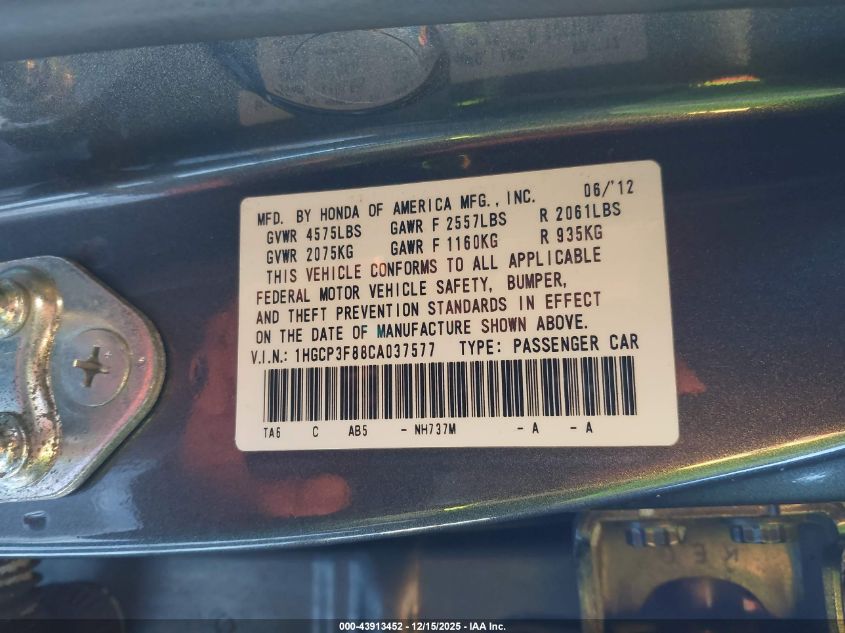 MFD. BY HONDA OF AMERICA MFG., INC. 06/'12
GVWR 4575LBS GAWR F 2557LBS R 2061LBS
GVWR 2075KG GAWR F 1160KG R 935KG
THIS VEHICLE CONFORMS TO ALL APPLICABLE
FEDERAL MOTOR VEHICLE SAFETY, BUMPER,
AND THEFT PREVENTION STANDARDS IN EFFECT
ON THE DATE OF MANUFACTURE SHOWN ABOVE.
V.I.N.: 1HGCP3F88CA037577 TYPE: PASSENGER CAR
TA6 C AB5 - NH737M - A - A
000-43913452 - 12/15/2025 - IAA Inc.